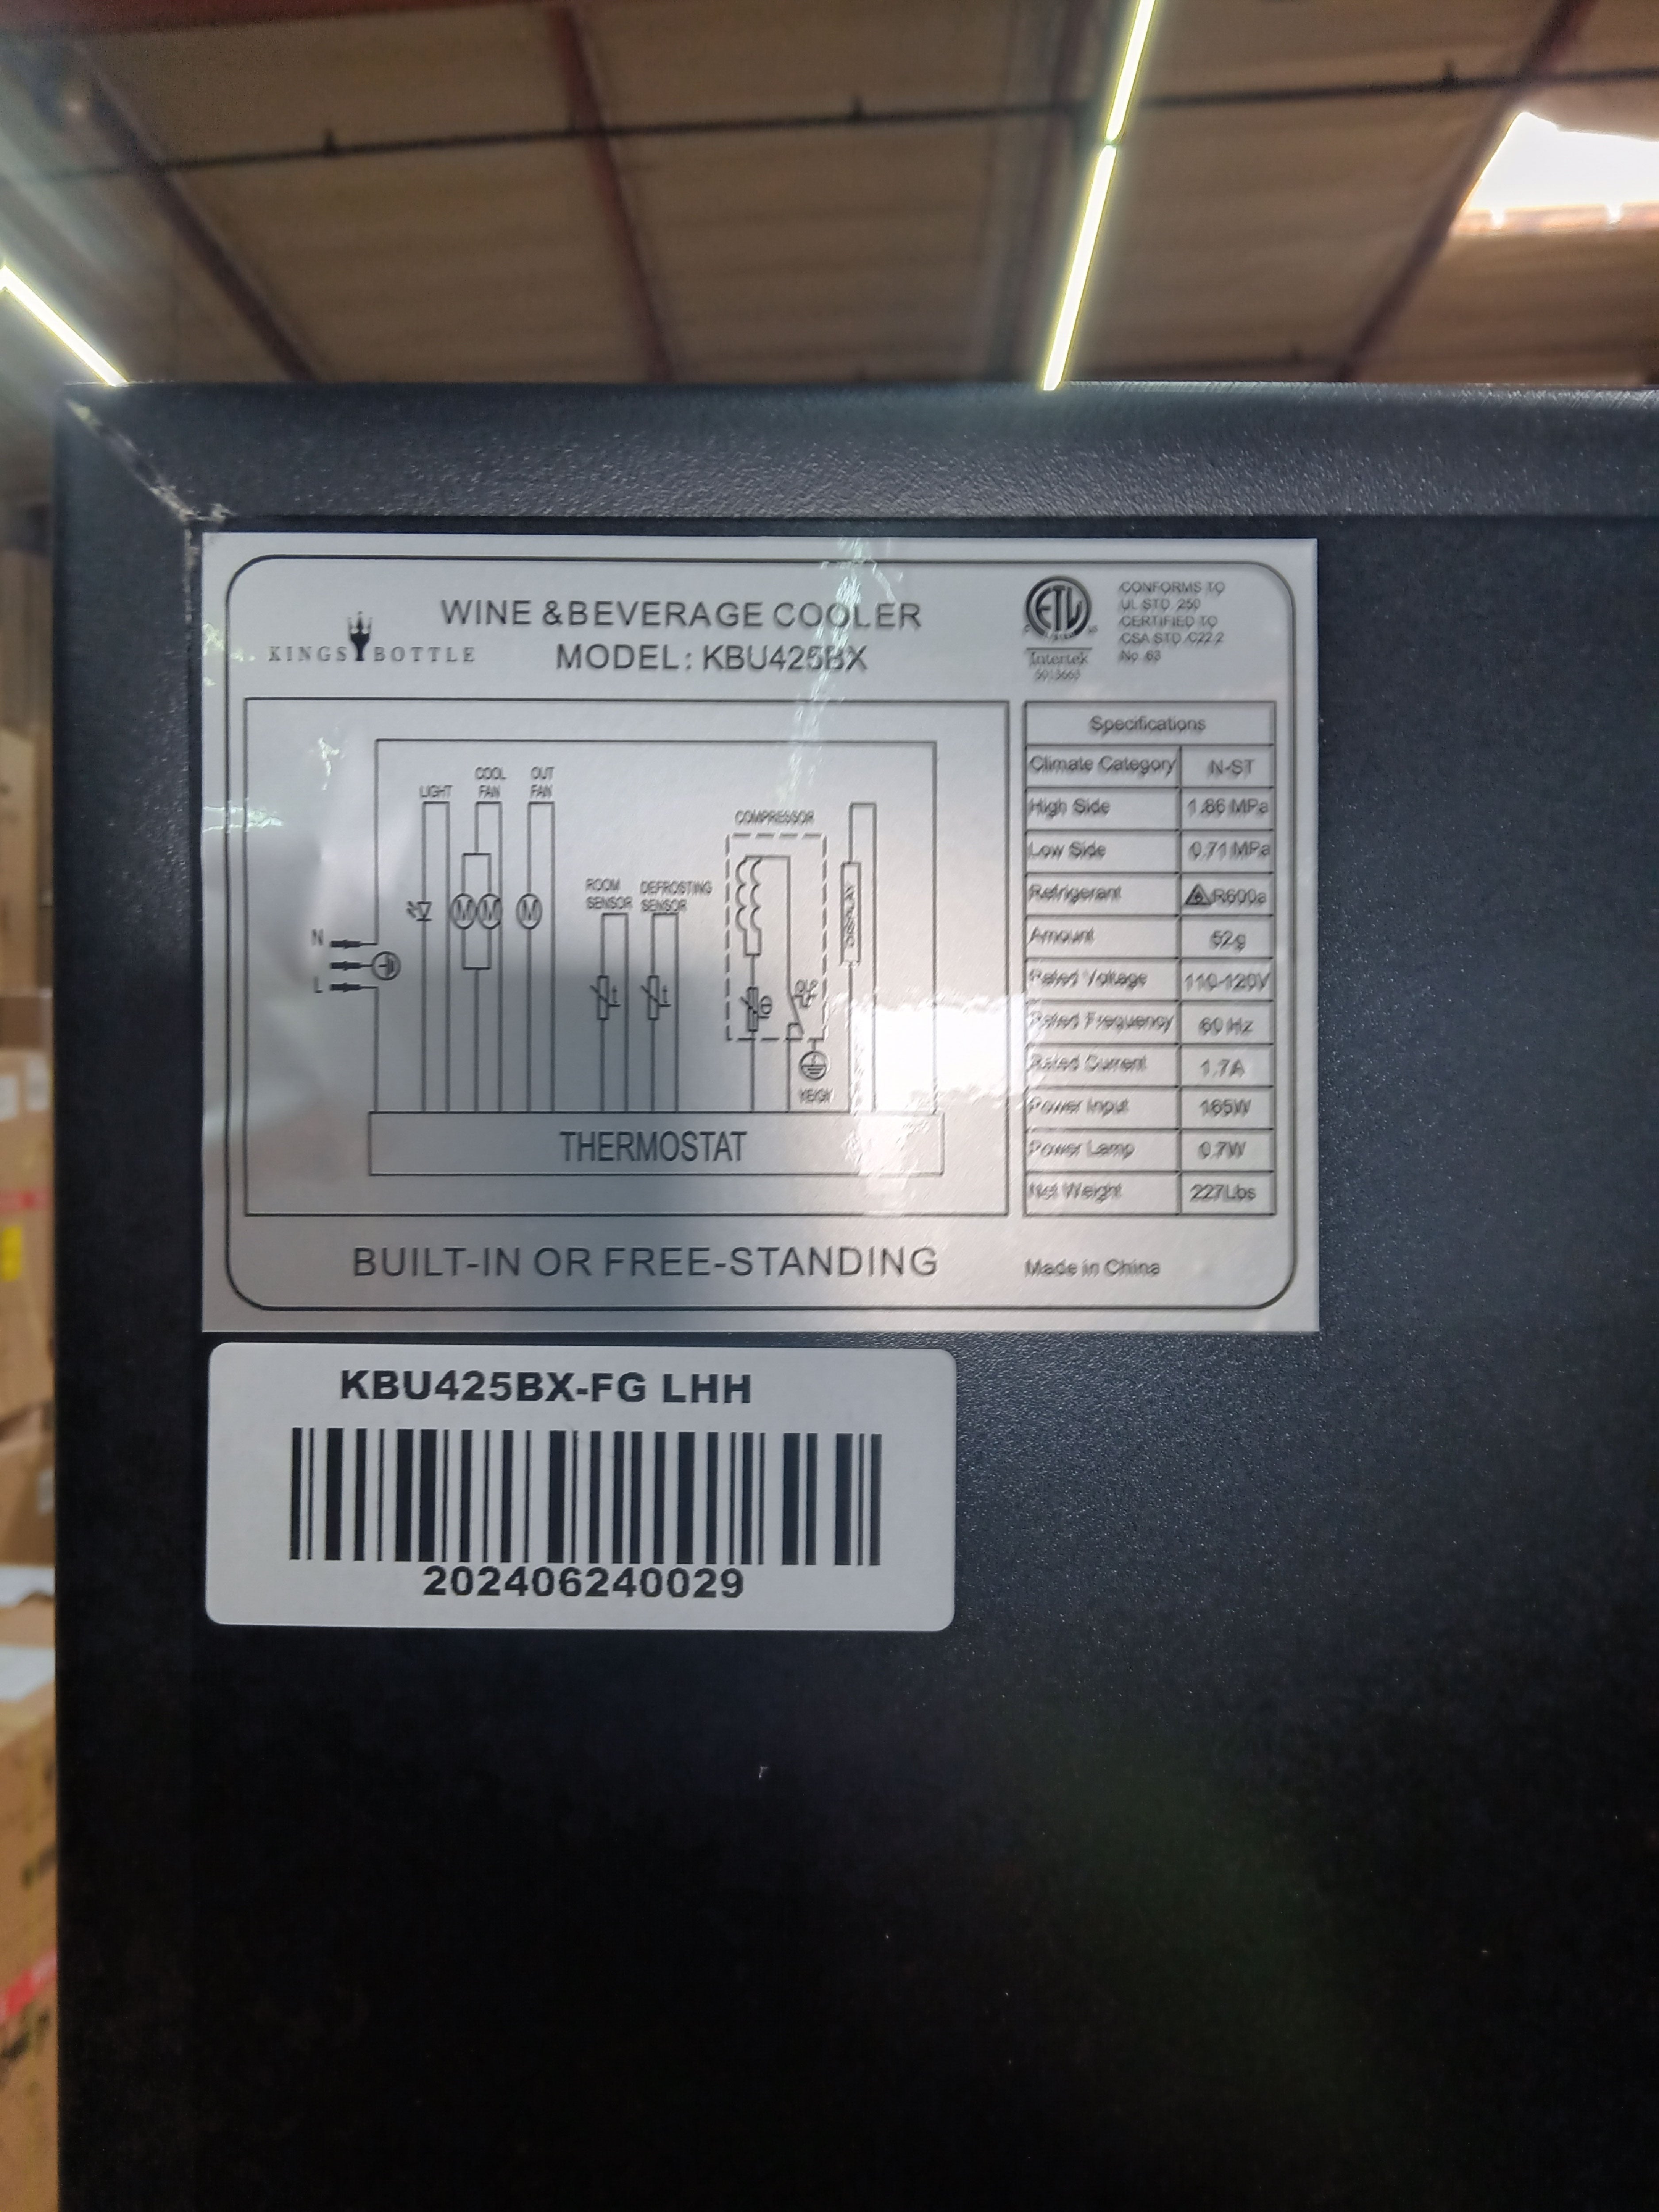 KINGS BOTTLE
WINE &BEVERAGE COOLER
MODEL: KBU425BX
ETL
Intertek
CONFORMS TO
UL STD. 250
CERTIFIED TO
CSA STD. C22.2
No. 63
LIGHT
COOL
FAN
OUT
FAN
M M M
ROOM
SENSOR
DEFROSTING
SENSOR
COMPRESSOR
OLP
DISPLAY
N
L
THERMOSTAT
Specifications
Climate Category N-ST
High Side 1.86 MPa
Low Side 0.71 MPa
Refrigerant R600a
Amount 52g
Rated Voltage 110-120V
Rated Frequency 60 Hz
Rated Current 1.7A
Power Input 165W
Power Lamp 0.7W
Net Weight 227Lbs
BUILT-IN OR FREE-STANDING
Made in China
KBU425BX-FG LHH
202406240029